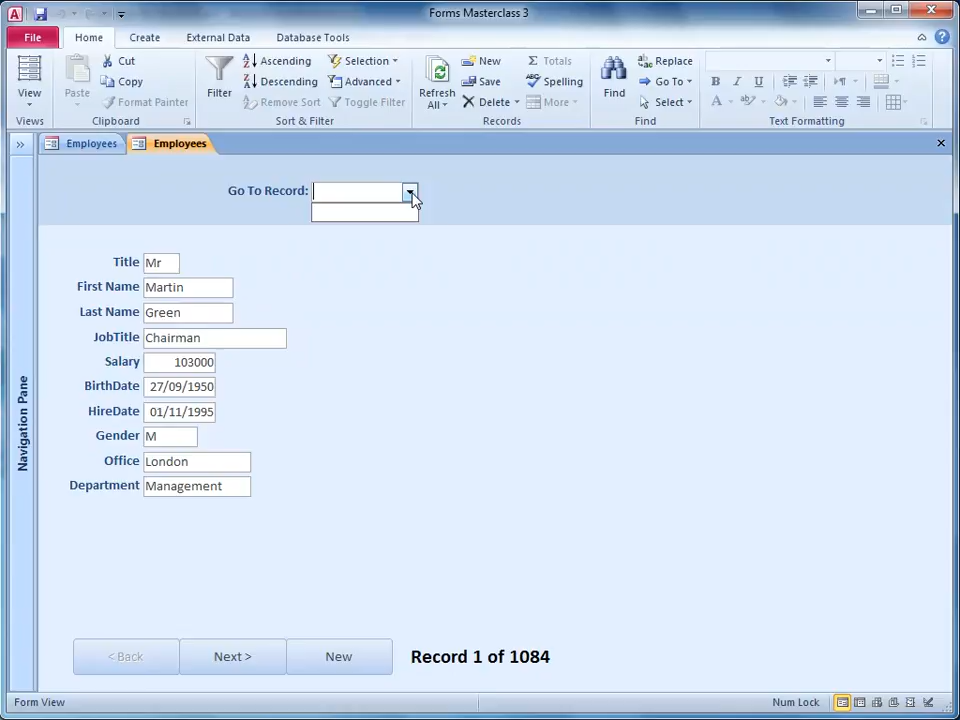 A
Forms Masterclass 3
File
Home
Create
External Data
Database Tools
View
Views
Paste
Cut
Copy
Format Painter
Clipboard
Filter
Ascending
Descending
Remove Sort
Selection
Advanced
Toggle Filter
Sort & Filter
Refresh
All
New
Save
Delete
Totals
Spelling
More
Records
Find
Replace
Go To
Select
Find
B I U
A ab
Text Formatting
Employees
Employees
Navigation Pane
Go To Record:
Title Mr
First Name Martin
Last Name Green
JobTitle Chairman
Salary 103000
BirthDate 27/09/1950
HireDate 01/11/1995
Gender M
Office London
Department Management
< Back
Next >
New
Record 1 of 1084
Form View
Num Lock